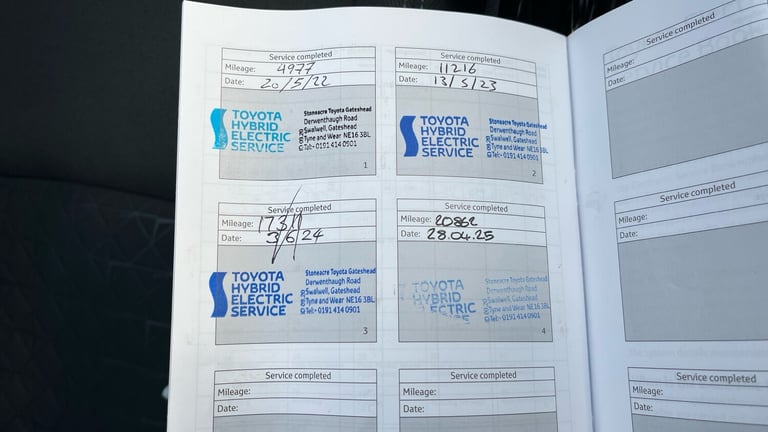 Service completed
Mileage: 4977
Date: 20/5/22
TOYOTA
HYBRID
ELECTRIC
SERVICE
Stoneacre Toyota Gateshead
Derwenthaugh Road
Swalwell, Gateshead
Tyne and Wear NE16 3BL
Tel:- 0191 414 0901
1
Service completed
Mileage: 11216
Date: 13/5/23
TOYOTA
HYBRID
ELECTRIC
SERVICE
Stoneacre Toyota Gateshead
Derwenthaugh Road
Swalwell, Gateshead
Tyne and Wear NE16 3BL
Tel:- 0191 414 0901
2
Service completed
Mileage: 17311
Date: 3/6/24
TOYOTA
HYBRID
ELECTRIC
SERVICE
Stoneacre Toyota Gateshead
Derwenthaugh Road
Swalwell, Gateshead
Tyne and Wear NE16 3BL
Tel:- 0191 414 0901
3
Service completed
Mileage: 20862
Date: 28.04.25
TOYOTA
HYBRID
ECTRIC
Stoneacre Toyota Gateshead
Derwenthaugh Road
Swalwell, Gateshead
Tyne and Wear NE16 3BL
Tel:- 0191 414 0901
4
Service completed
Mileage:
Date:
Service completed
Mileage:
Date:
Service completed
Mileage:
Date:
Service completed
Mileage:
Date:
Service completed
Mileage:
Date: